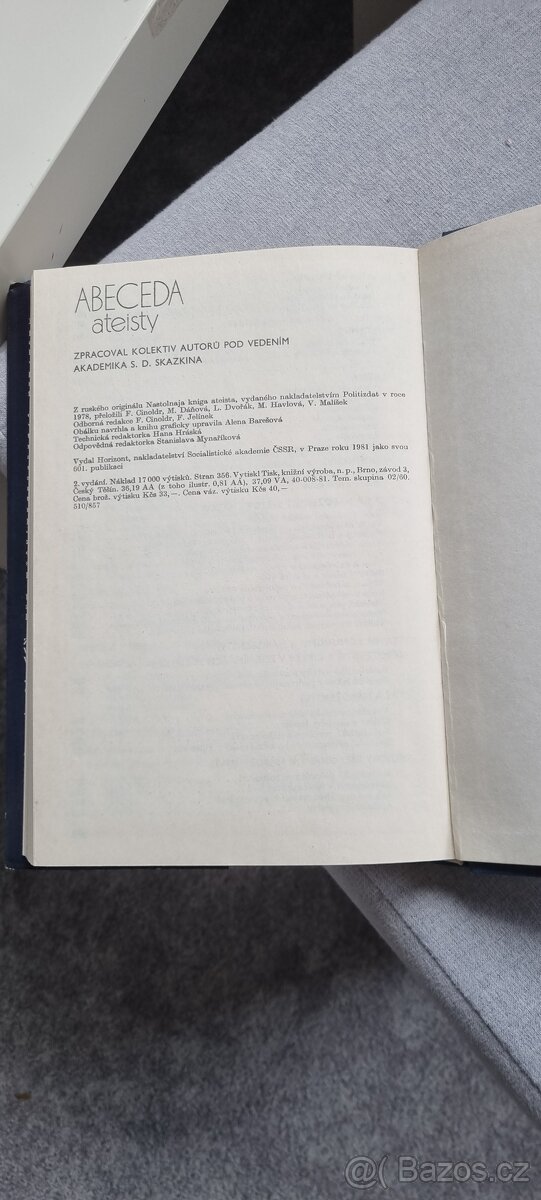 ABECEDA
ateisty
ZPRACOVAL KOLEKTIV AUTORŮ POD VEDENÍM
AKADEMIKA S. D. SKAZKINA
Z ruského originálu Nastolnaja kniga ateista, vydaného nakladatelstvím Politizdat v roce
1978, přeložili F. Cinoldr, M. Dáňová, L. Dvořák, M. Havlová, V. Malíšek
Odborná redakce F. Cinoldr, F. Jelínek
Obálku navrhla a knihu graficky upravila Alena Barešová
Technická redaktorka Hana Hráská
Odpovědná redaktorka Stanislava Mynaříková
Vydal Horizont, nakladatelství Socialistické akademie ČSSR, v Praze roku 1981 jako svou
601. publikaci
2. vydání. Náklad 17 000 výtisků. Stran 356. Vytiskl Tisk, knižní výroba, n. p., Brno, závod 3,
Český Těšín. 36,19 AA (z toho ilustr. 0,81 AA), 37,09 VA, 40-008-81. Tem. skupina 02/60.
Cena brož. výtisku Kčs 33,—. Cena váz. výtisku Kčs 40,—
510/857
Bazos.cz